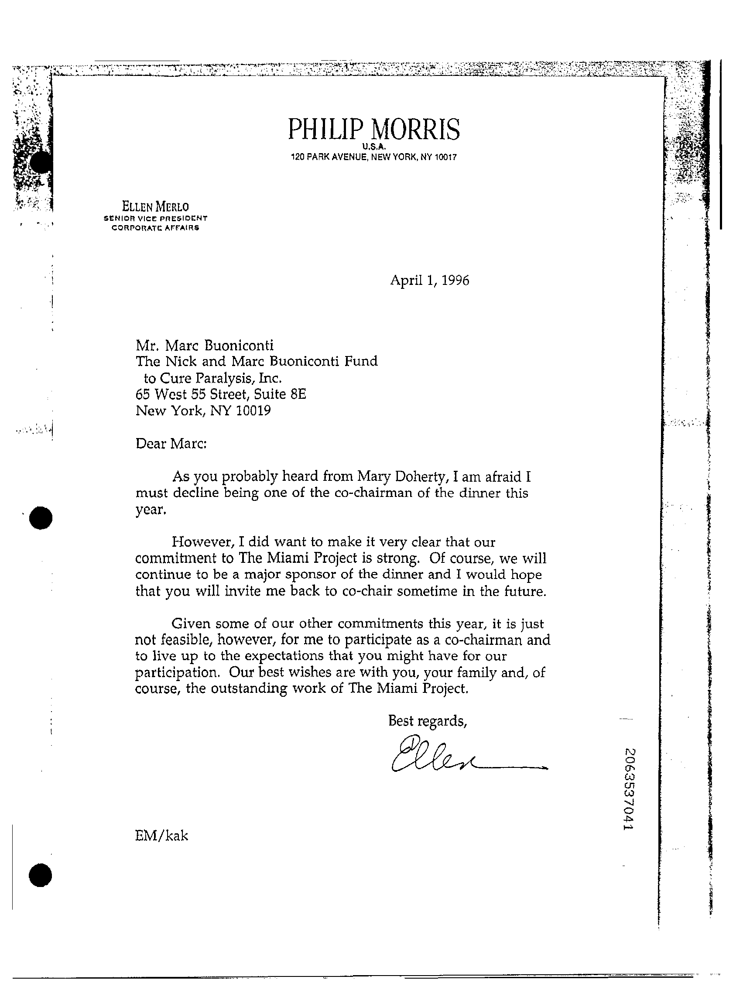 PHILIP MORRIS
U.S.A.
120 PARK AVENUE, NEW YORK, NY 10017
ELLEN MERLO
SENIOR VICE PRESIDENT
CORPORATE AFFAIRS
April 1, 1996
Mr. Marc Buoniconti
The Nick and Marc Buoniconti Fund
to Cure Paralysis, Inc.
65 West 55 Street, Suite 8E
New York, NY 10019
Dear Marc:
As you probably heard from Mary Doherty, I am afraid I
must decline being one of the co-chairman of the dinner this
year.
However, I did want to make it very clear that our
commitment to The Miami Project is strong. Of course, we will
continue to be a major sponsor of the dinner and I would hope
that you will invite me back to co-chair sometime in the future.
Given some of our other commitments this year, it is just
not feasible, however, for me to participate as a co-chairman and
to live up to the expectations that you might have for our
participation. Our best wishes are with you, your family and, of
course, the outstanding work of The Miami Project.
Best regards,
Ellen
2063537041
EM/kak